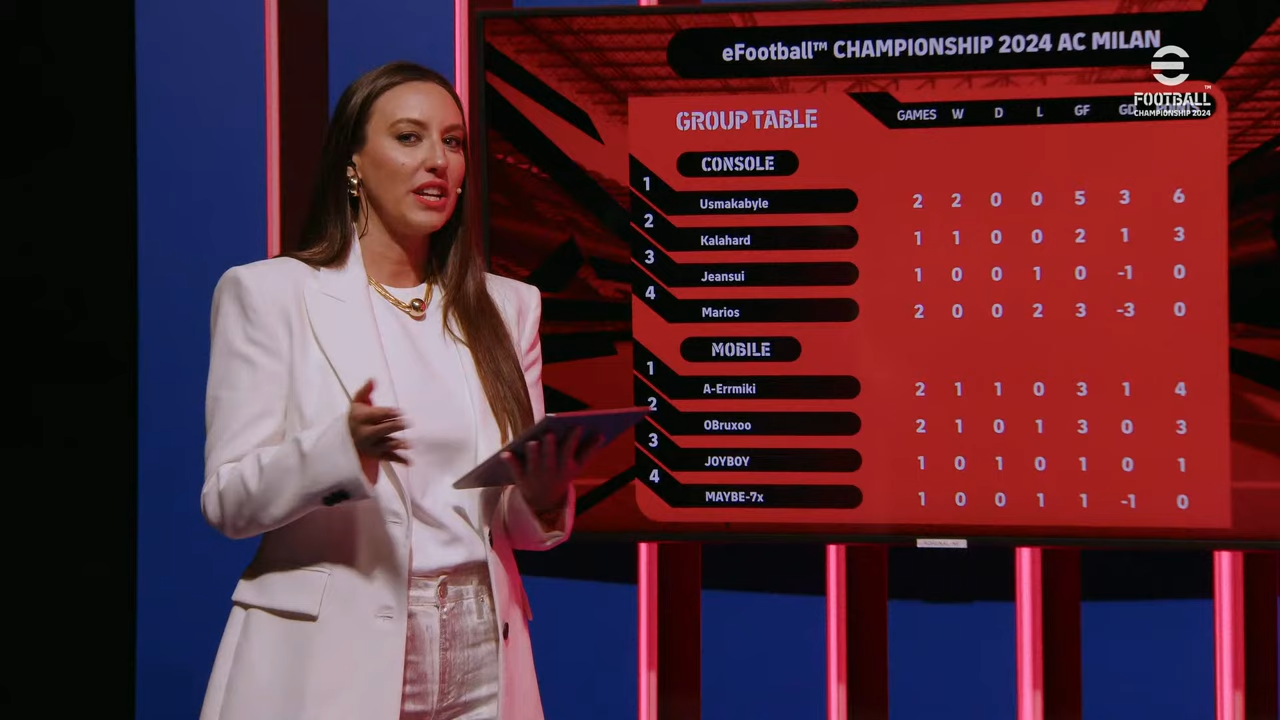 eFootball™ CHAMPIONSHIP 2024 AC MILAN
FOOTBALL™
CHAMPIONSHIP 2024
GROUP TABLE GAMES W D L GF GD
CONSOLE
1 Usmakabyle 2 2 0 0 5 3 6
2 Kalahard 1 1 0 0 2 1 3
3 Jeansui 1 0 0 1 0 -1 0
4 Marios 2 0 0 2 3 -3 0
MOBILE
1 A-Errmiki 2 1 1 0 3 1 4
2 OBruxoo 2 1 0 1 3 0 3
3 JOYBOY 1 0 1 0 1 0 1
4 MAYBE-7x 1 0 0 1 1 -1 0